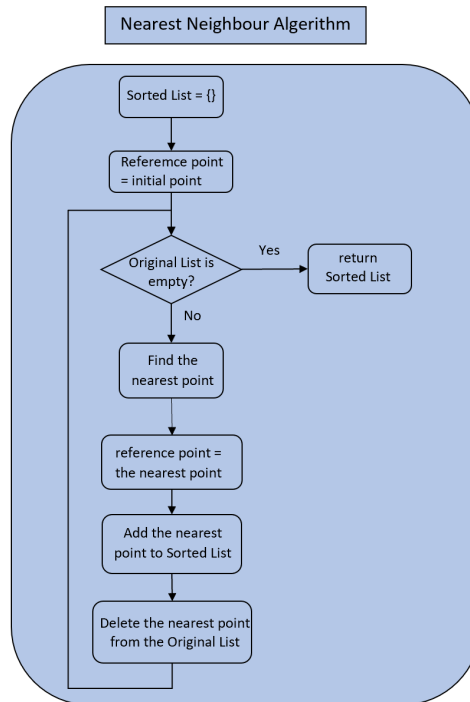 Nearest Neighbour Algorithm
Sorted List = {}
Referemce point
= initial point
Original List is
empty?
Yes
return
Sorted List
No
Find the
nearest point
reference point =
the nearest point
Add the nearest
point to Sorted List
Delete the nearest point
from the Original List